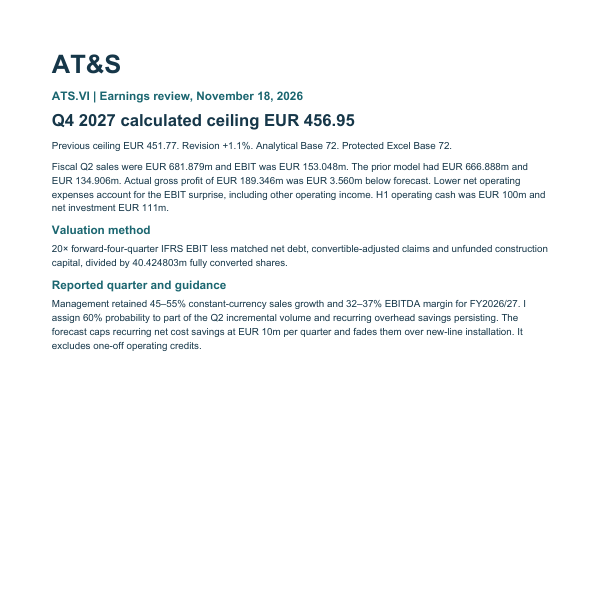 AT&S
ATS.VI | Earnings review, November 18, 2026
Q4 2027 calculated ceiling EUR 456.95
Previous ceiling EUR 451.77. Revision +1.1%. Analytical Base 72. Protected Excel Base 72.
Fiscal Q2 sales were EUR 681.879m and EBIT was EUR 153.048m. The prior model had EUR 666.888m and
EUR 134.906m. Actual gross profit of EUR 189.346m was EUR 3.560m below forecast. Lower net operating
expenses account for the EBIT surprise, including other operating income. H1 operating cash was EUR 100m and
net investment EUR 111m.
Valuation method
20× forward-four-quarter IFRS EBIT less matched net debt, convertible-adjusted claims and unfunded construction
capital, divided by 40.424803m fully converted shares.
Reported quarter and guidance
Management retained 45–55% constant-currency sales growth and 32–37% EBITDA margin for FY2026/27. I
assign 60% probability to part of the Q2 incremental volume and recurring overhead savings persisting. The
forecast caps recurring net cost savings at EUR 10m per quarter and fades them over new-line installation. It
excludes one-off operating credits.